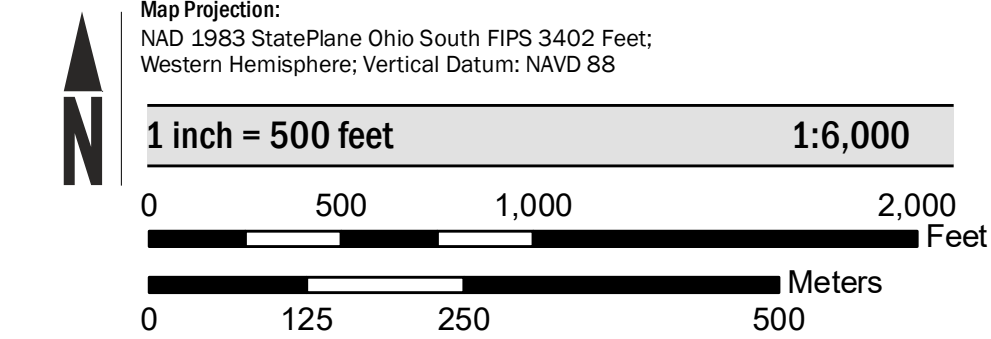 Map Projection:
NAD 1983 StatePlane Ohio South FIPS 3402 Feet;
Western Hemisphere; Vertical Datum: NAVD 88
N
1 inch = 500 feet 1:6,000
0 500 1,000 2,000
Feet
Meters
0 125 250 500